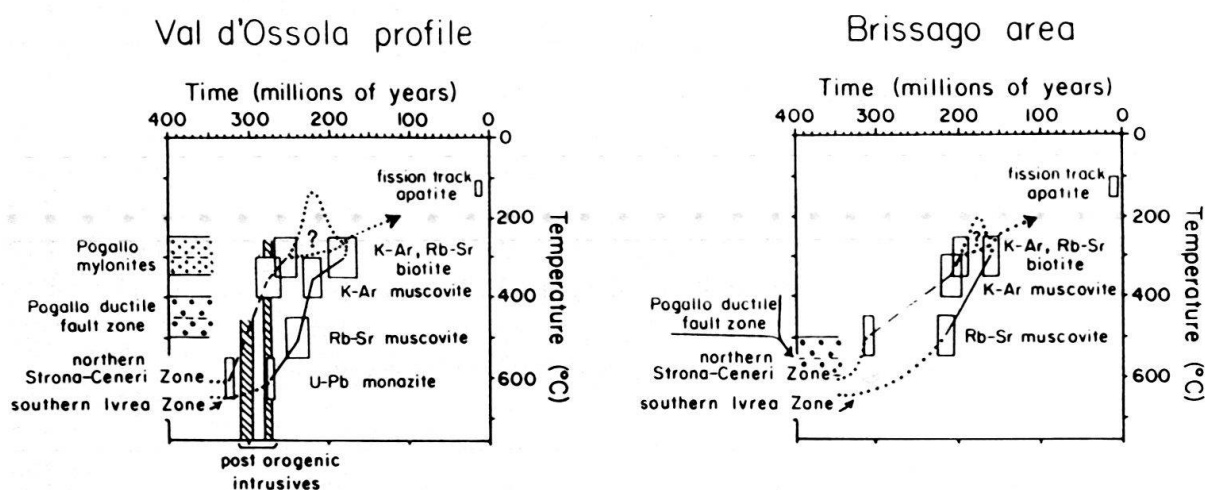 Val d'Ossola profile
Time (millions of years)
400 300 200 100 0
0
200
400
600
Temperature (°C)
fission track
apatite
?
K-Ar, Rb-Sr
biotite
K-Ar muscovite
Rb-Sr muscovite
U-Pb monazite
Pogallo
mylonites
Pogallo ductile
fault zone
northern
Strona-Ceneri Zone
southern Ivrea Zone
post orogenic
intrusives
Brissago area
Time (millions of years)
400 300 200 100 0
0
200
400
600
Temperature (°C)
fission track
apatite
?
K-Ar, Rb-Sr
biotite
K-Ar muscovite
Rb-Sr muscovite
Pogallo ductile
fault zone
northern
Strona-Ceneri Zone
southern Ivrea Zone